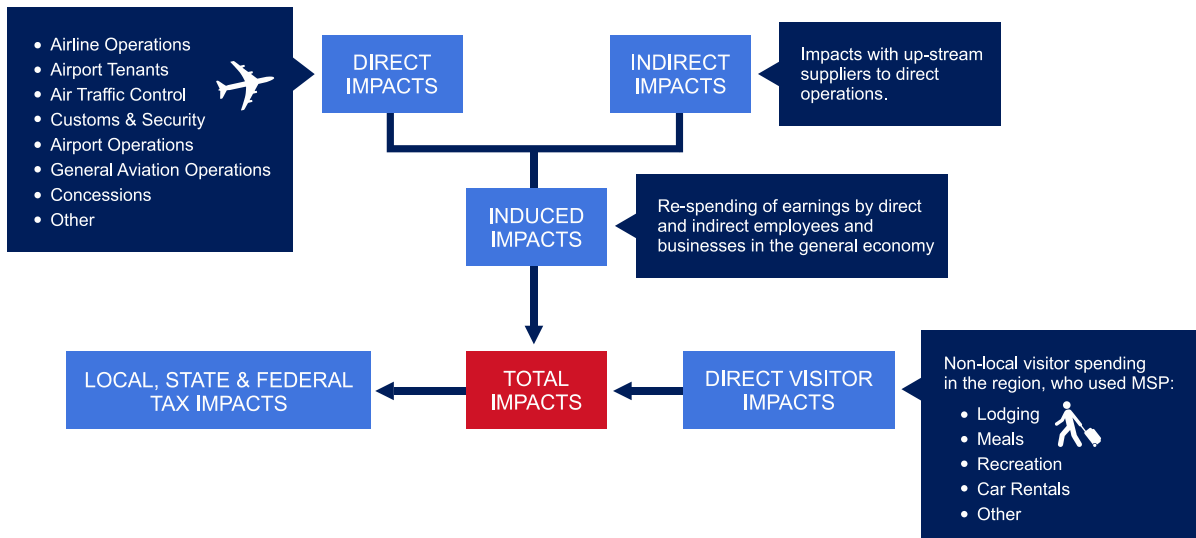 • Airline Operations
• Airport Tenants
• Air Traffic Control
• Customs & Security
• Airport Operations
• General Aviation Operations
• Concessions
• Other
DIRECT
IMPACTS
INDIRECT
IMPACTS
Impacts with up-stream
suppliers to direct
operations.
INDUCED
IMPACTS
Re-spending of earnings by direct
and indirect employees and
businesses in the general economy
LOCAL, STATE & FEDERAL
TAX IMPACTS
TOTAL
IMPACTS
DIRECT VISITOR
IMPACTS
Non-local visitor spending
in the region, who used MSP:
• Lodging
• Meals
• Recreation
• Car Rentals
• Other